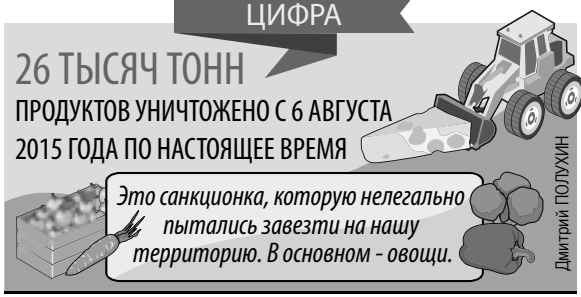 ЦИФРА
26 ТЫСЯЧ ТОНН
ПРОДУКТОВ УНИЧТОЖЕНО С 6 АВГУСТА
2015 ГОДА ПО НАСТОЯЩЕЕ ВРЕМЯ
Это санкционка, которую нелегально
пытались завезти на нашу
территорию. В основном - овощи.
Дмитрий ПОЛУХИН